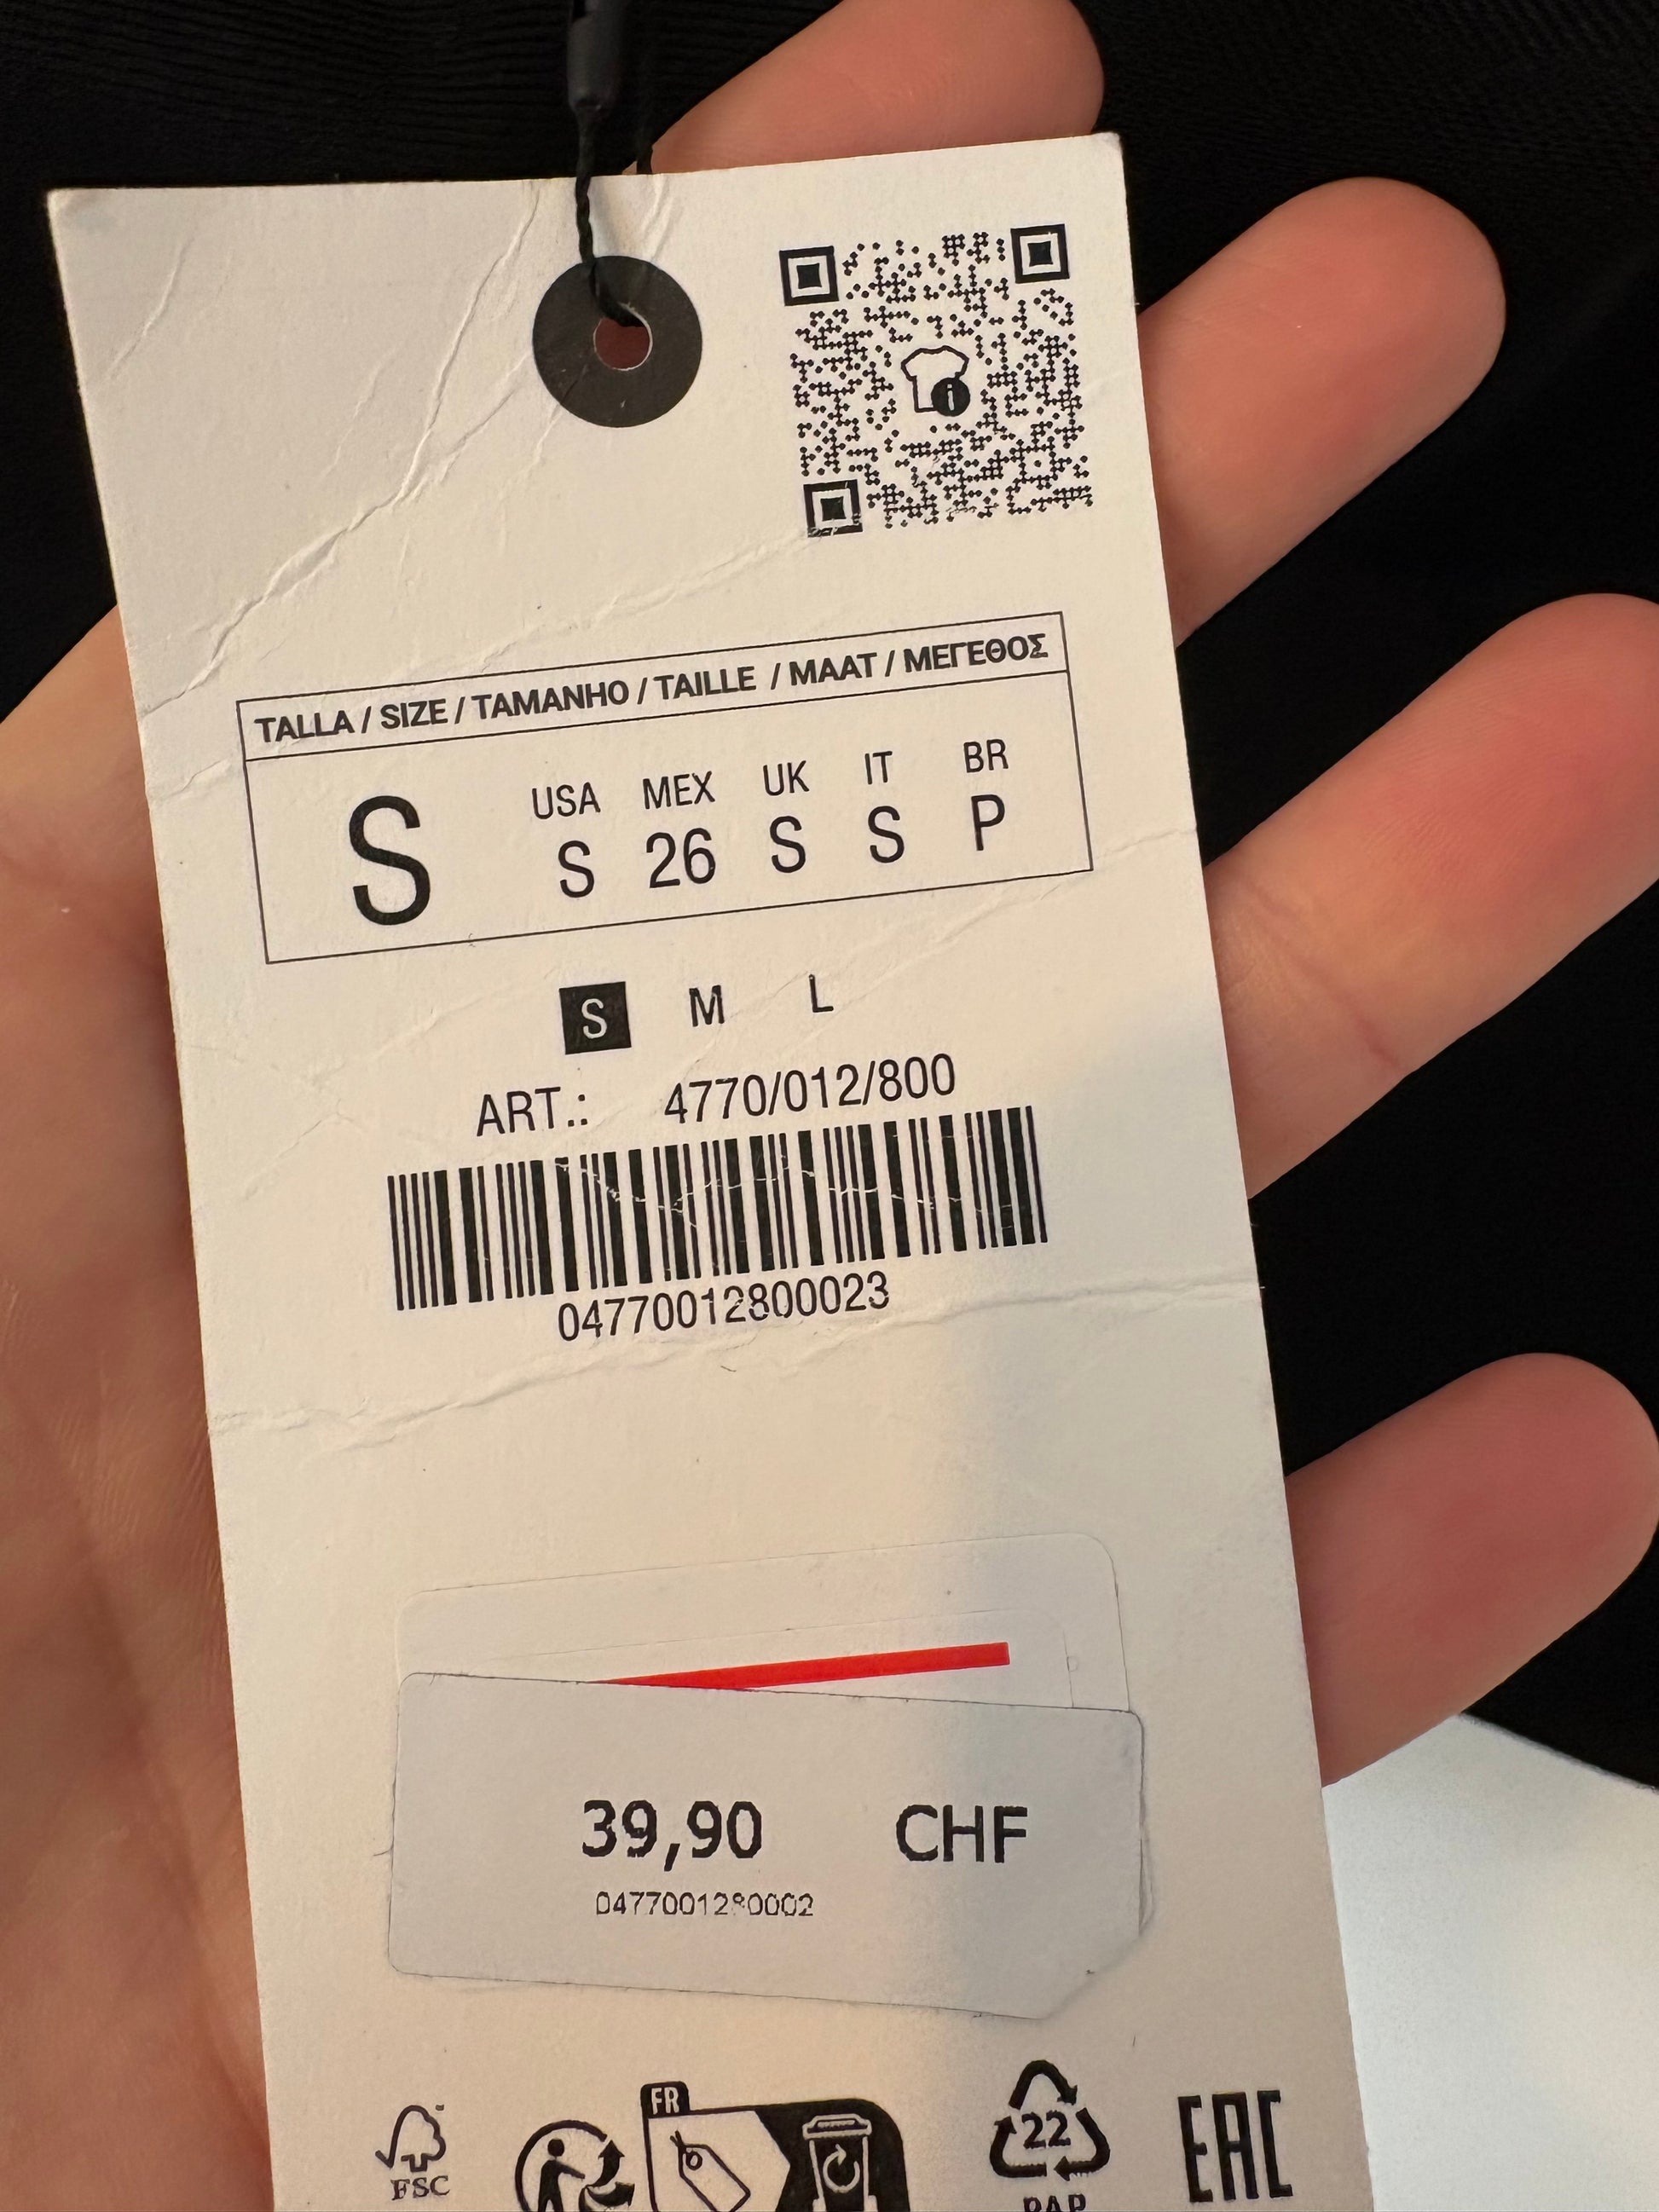 TALLA / SIZE / TAMANHO / TAILLE / MAAT / ΜΕΓΕΘΟΣ
USA MEX UK IT BR
S S 26 S S P
S M L
ART.: 4770/012/800
04770012800023
39,90 CHF
0477001280002
FR
22
FSC
PAP
EAC